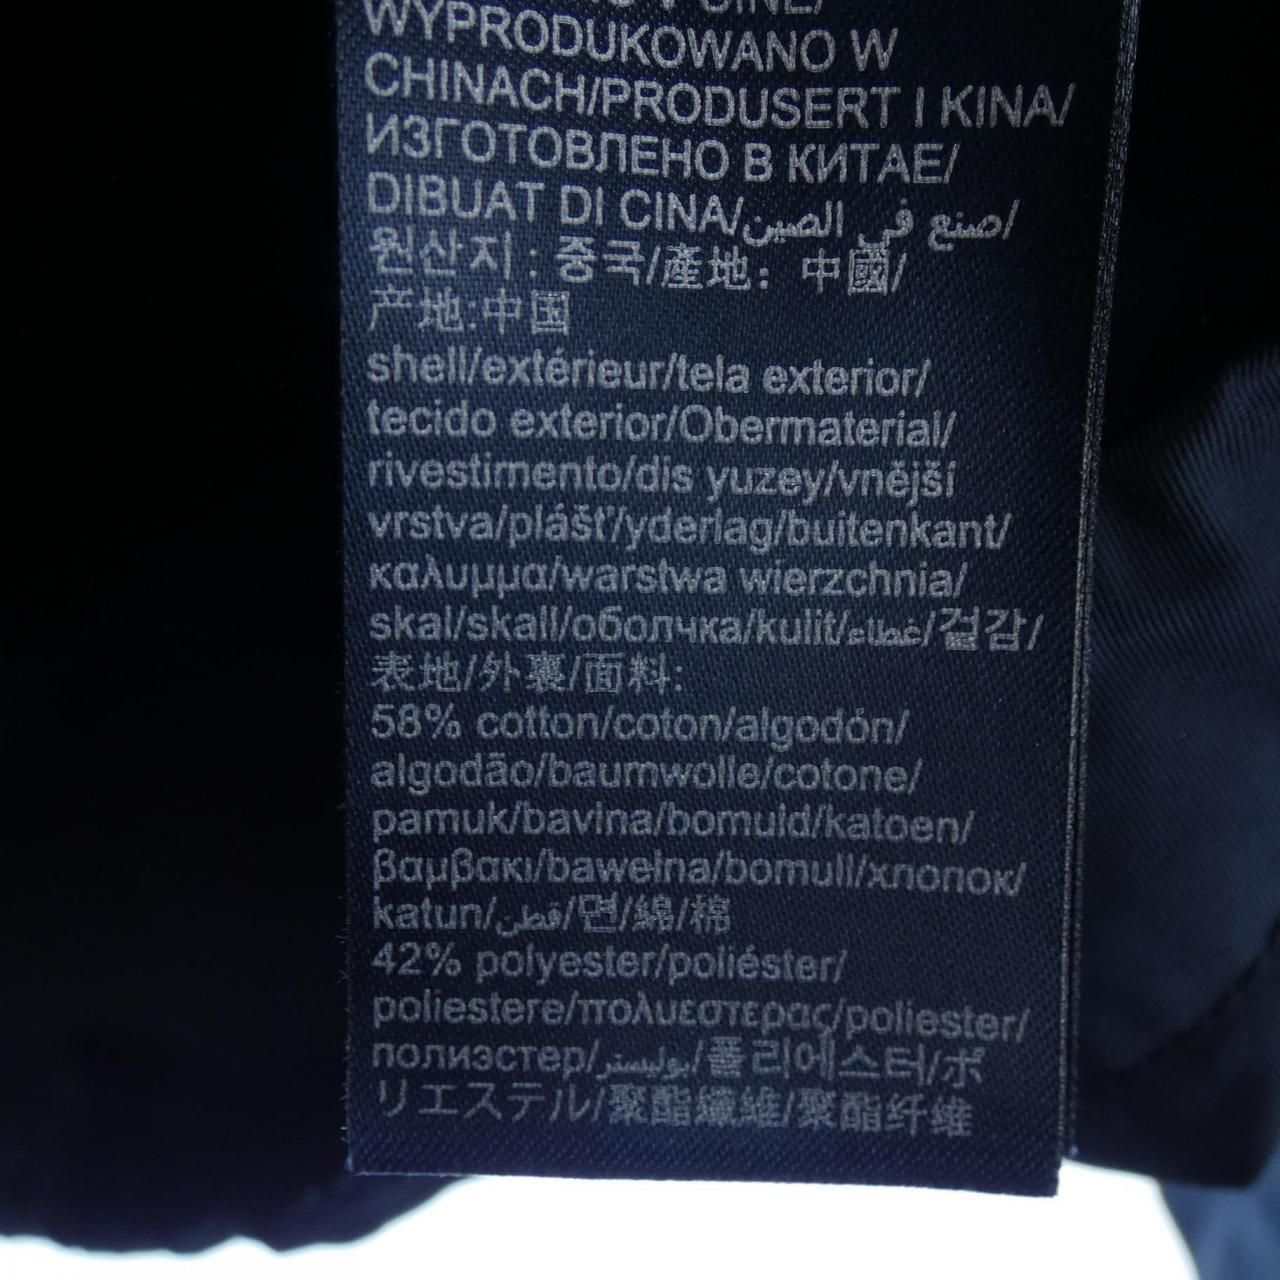 V CINE/
WYPRODUKOWANO W
CHINACH/PRODUSERT I KINA/
ИЗГОТОВЛЕНО В КИТАЕ/
DIBUAT DI CINA/صنع في الصين/
원산지 : 중국/產地: 中國/
产地:中国
shell/extérieur/tela exterior/
tecido exterior/Obermaterial/
rivestimento/dis yuzey/vnější
vrstva/plášť/yderlag/buitenkant/
καλυμμα/warstwa wierzchnia/
skal/skall/оболчка/kulit/غطاء/겉감/
表地/外裏/面料:
58% cotton/coton/algodón/
algodão/baumwolle/cotone/
pamuk/bavlna/bomuld/katoen/
βαμβακι/bawełna/bomull/хлопок/
katun/قطن/면/綿/棉
42% polyester/poliéster/
poliestere/πολυεστερας/poliester/
полиэстер/بوليستر/폴리에스터/ポ
リエステル/聚酯纖維/聚酯纤维